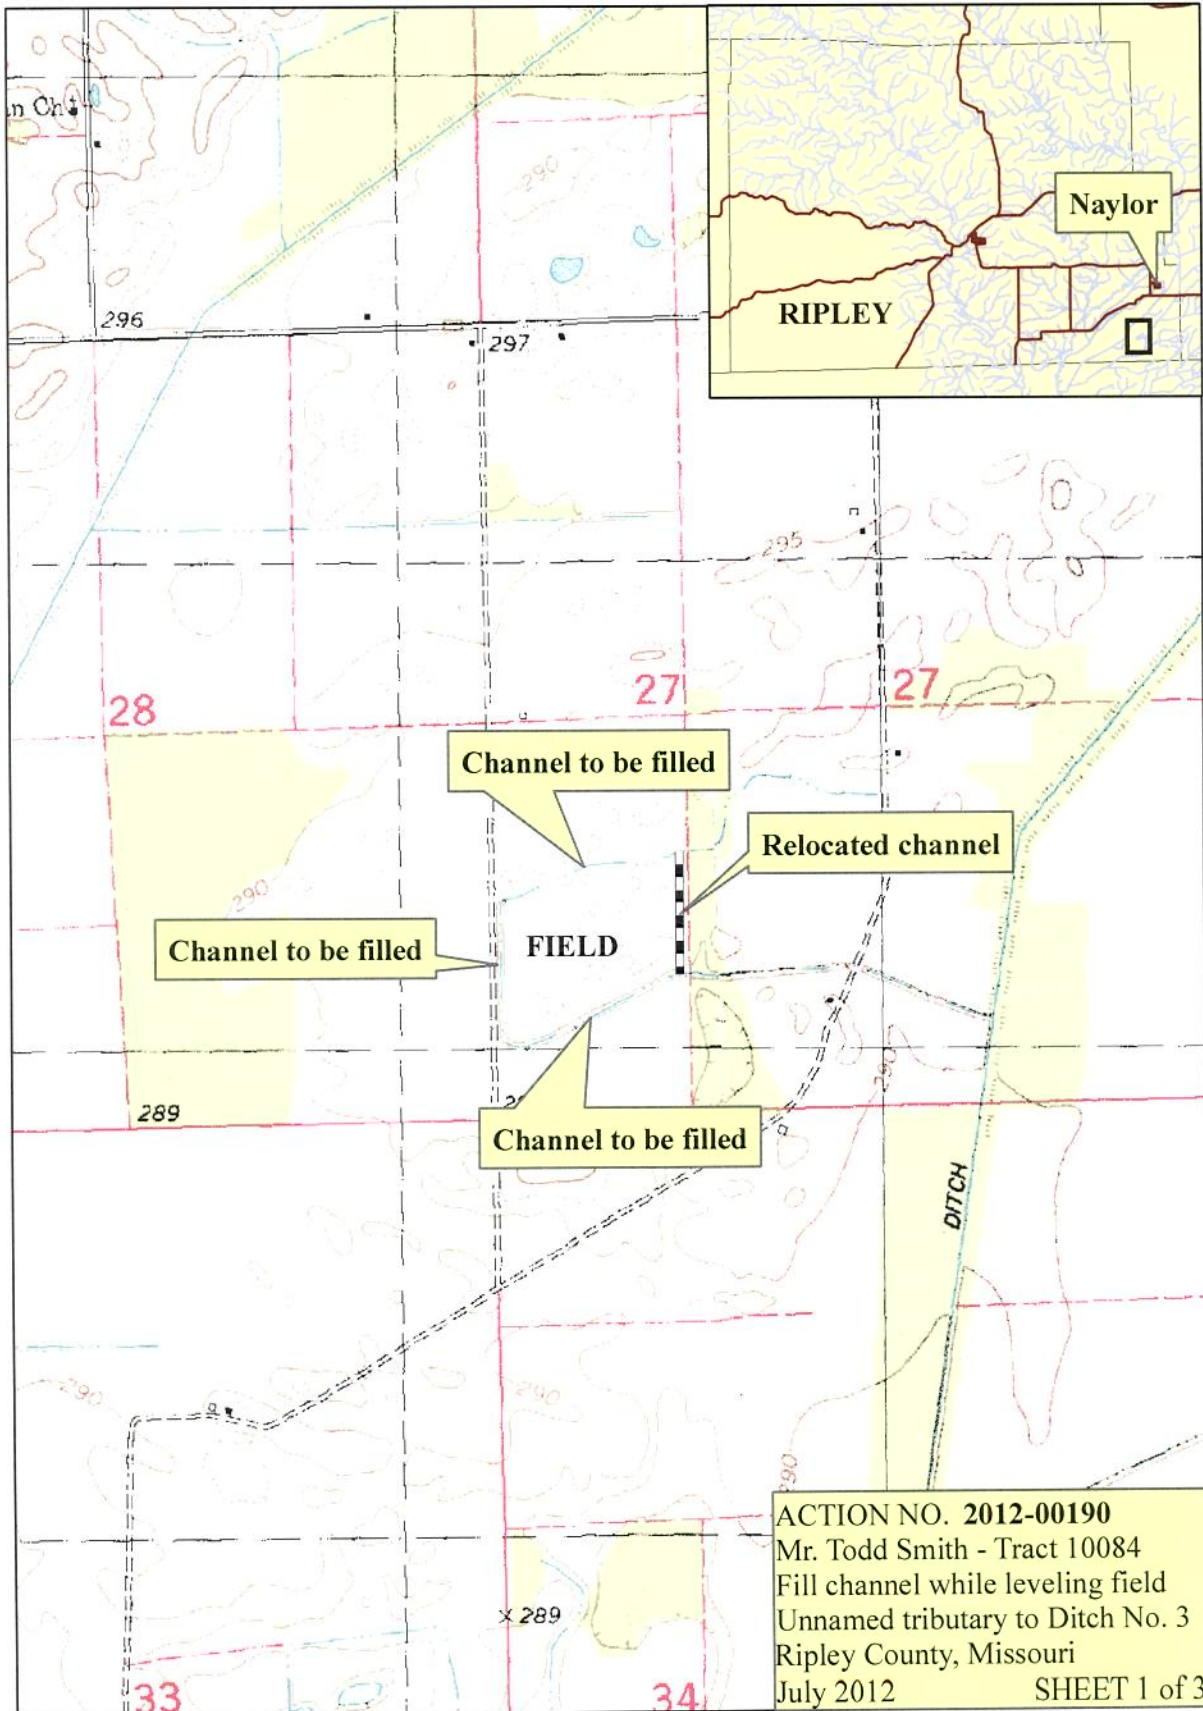 Naylor
RIPLEY
296
297
290
295
28
27
27
Channel to be filled
Relocated channel
290
Channel to be filled
FIELD
290
289
Channel to be filled
DITCH
290
290
290
289
33
34
ACTION NO. 2012-00190
Mr. Todd Smith - Tract 10084
Fill channel while leveling field
Unnamed tributary to Ditch No. 3
Ripley County, Missouri
July 2012 SHEET 1 of 3